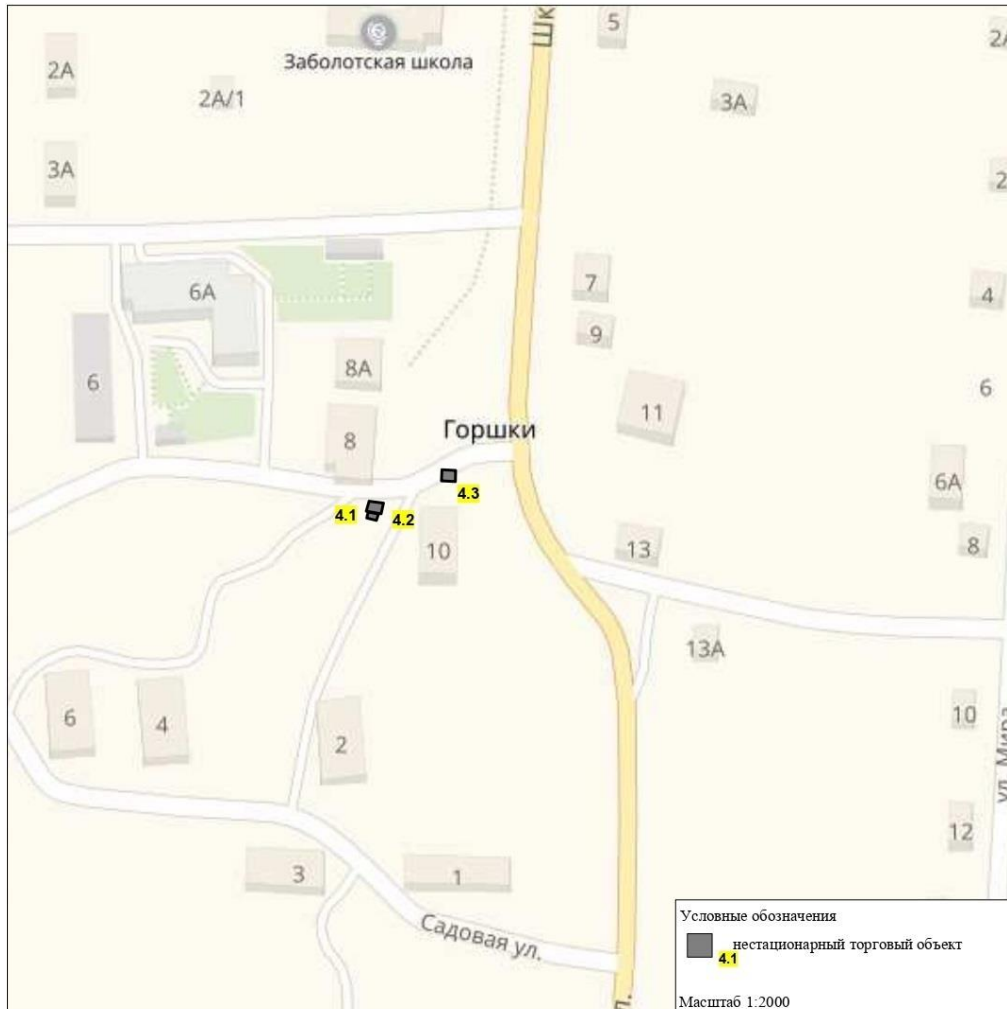 Шк
5
2А
2А
Заболотская школа
2А/1
3А
3А
2
6А
7
4
9
8А
6
6
11
Горшки
8
6А
4.3
4.1
4.2
10
13
8
13А
6
4
2
10
ул. Мира
12
3
1
Садовая ул.
л.
Условные обозначения
нестационарный торговый объект
4.1
Масштаб 1:2000